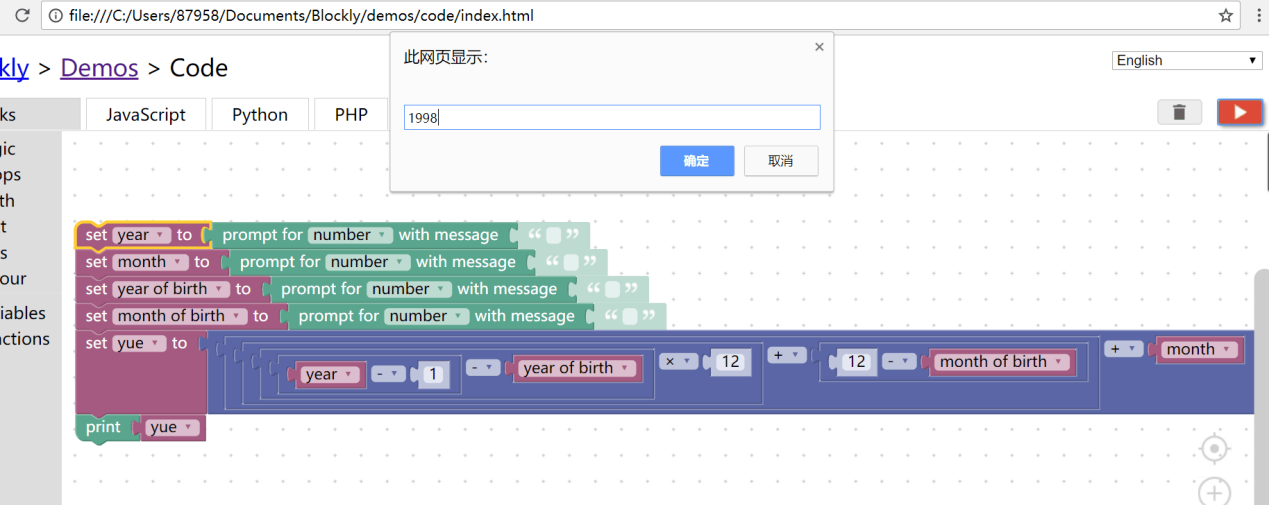 file:///C:/Users/87958/Documents/Blockly/demos/code/index.html
kly > Demos > Code
此网页显示：
1998
确定 取消
English
ks JavaScript Python PHP
gic
ops
th
t
s
our
iables
nctions
set year to prompt for number with message “ ”
set month to prompt for number with message “ ”
set year of birth to prompt for number with message “ ”
set month of birth to prompt for number with message “ ”
set yue to year - 1 - year of birth × 12 + 12 - month of birth + month
print yue